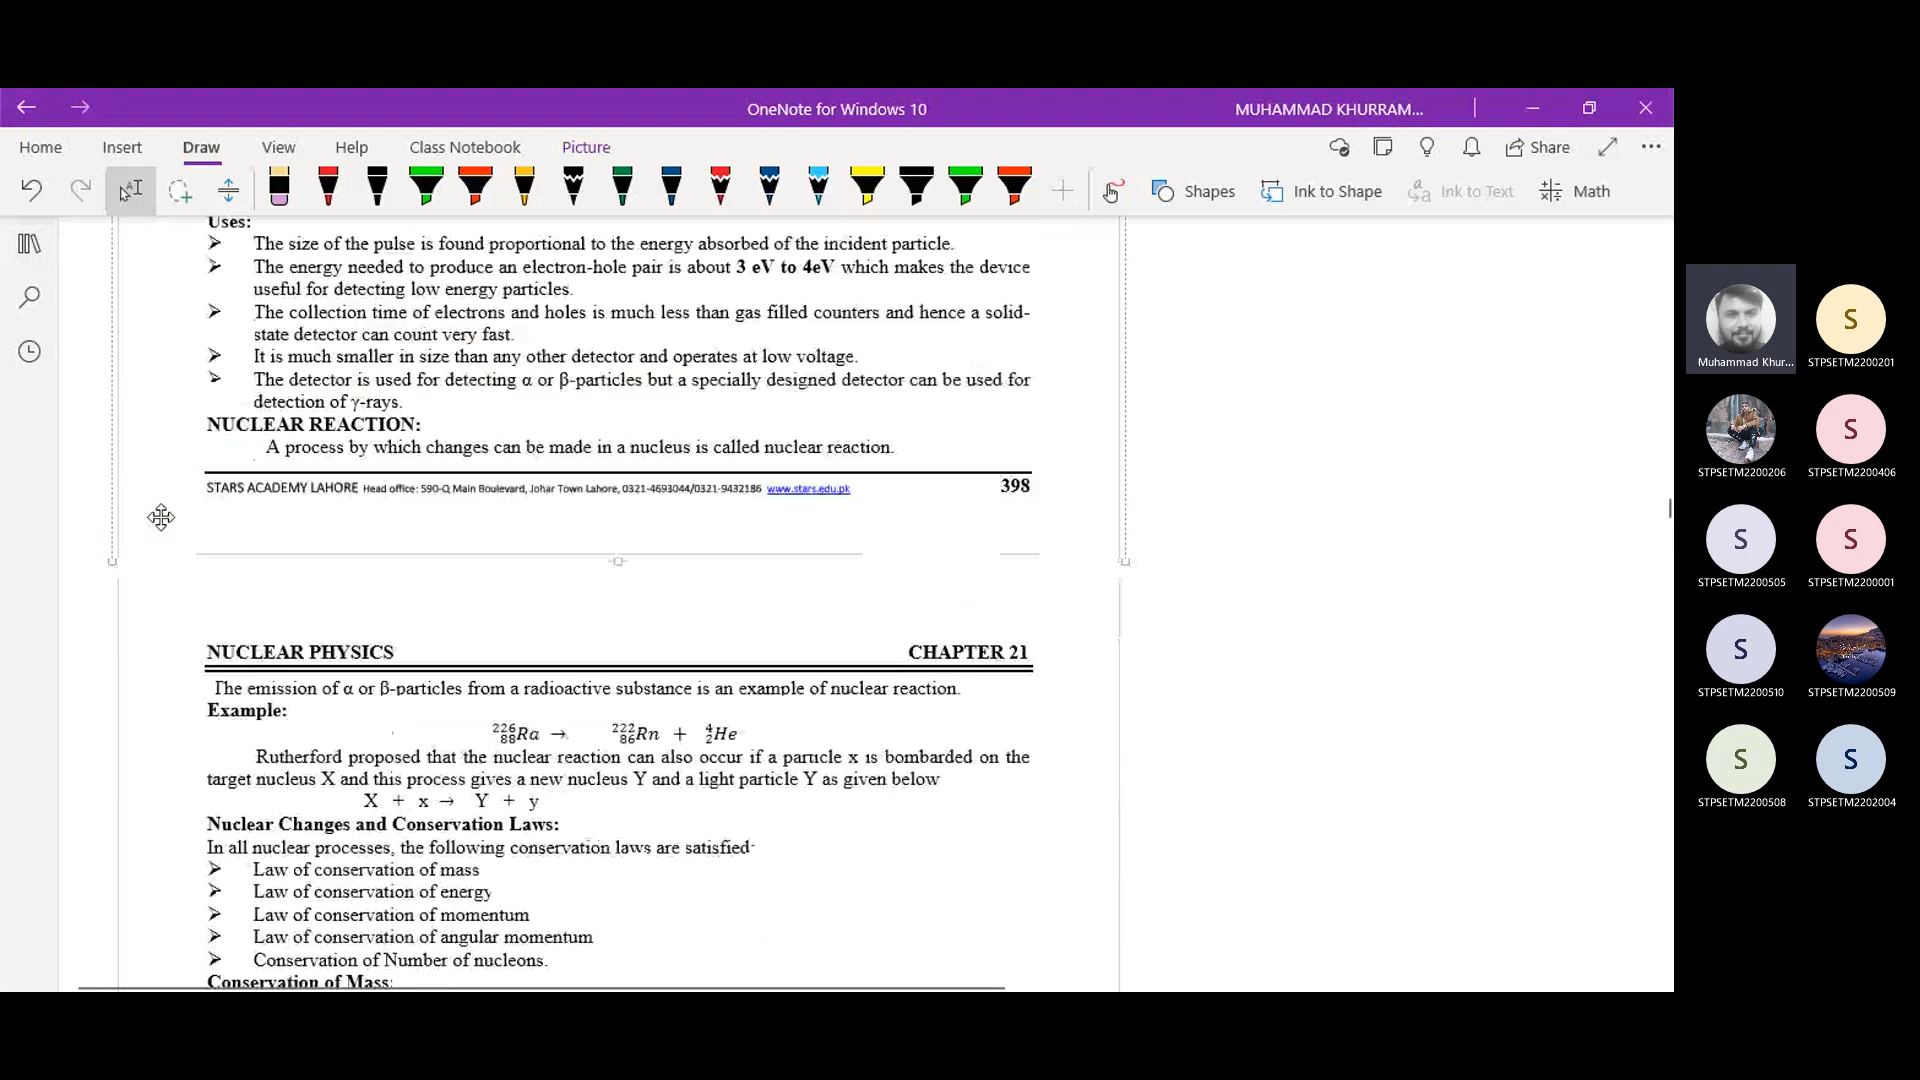 OneNote for Windows 10
MUHAMMAD KHURRAM...
Home Insert Draw View Help Class Notebook Picture
Share
Shapes Ink to Shape Ink to Text Math
Uses:
➢ The size of the pulse is found proportional to the energy absorbed of the incident particle.
➢ The energy needed to produce an electron-hole pair is about 3 eV to 4eV which makes the device
useful for detecting low energy particles.
➢ The collection time of electrons and holes is much less than gas filled counters and hence a solid-
state detector can count very fast.
➢ It is much smaller in size than any other detector and operates at low voltage.
➢ The detector is used for detecting α or β-particles but a specially designed detector can be used for
detection of γ-rays.
NUCLEAR REACTION:
A process by which changes can be made in a nucleus is called nuclear reaction.
STARS ACADEMY LAHORE Head office: 590-Q Main Boulevard, Johar Town Lahore, 0321-4693044/0321-9432186 www.stars.edu.pk 398
NUCLEAR PHYSICS CHAPTER 21
The emission of α or β-particles from a radioactive substance is an example of nuclear reaction.
Example:
²²⁶₈₈Ra → ²²²₈₆Rn + ⁴₂He
Rutherford proposed that the nuclear reaction can also occur if a particle x is bombarded on the
target nucleus X and this process gives a new nucleus Y and a light particle Y as given below
X + x → Y + y
Nuclear Changes and Conservation Laws:
In all nuclear processes, the following conservation laws are satisfied-
➢ Law of conservation of mass
➢ Law of conservation of energy
➢ Law of conservation of momentum
➢ Law of conservation of angular momentum
➢ Conservation of Number of nucleons.
Conservation of Mass:
Muhammad Khur... STPSETM2200201
STPSETM2200206 STPSETM2200406
S
S
STPSETM2200505 STPSETM2200001
S
S
STPSETM2200510 STPSETM2200509
S
STPSETM2200508 STPSETM2202004
S
S